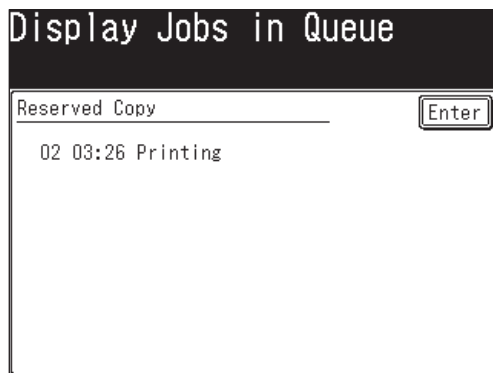 Display Jobs in Queue
Reserved Copy
Enter
02 03:26 Printing